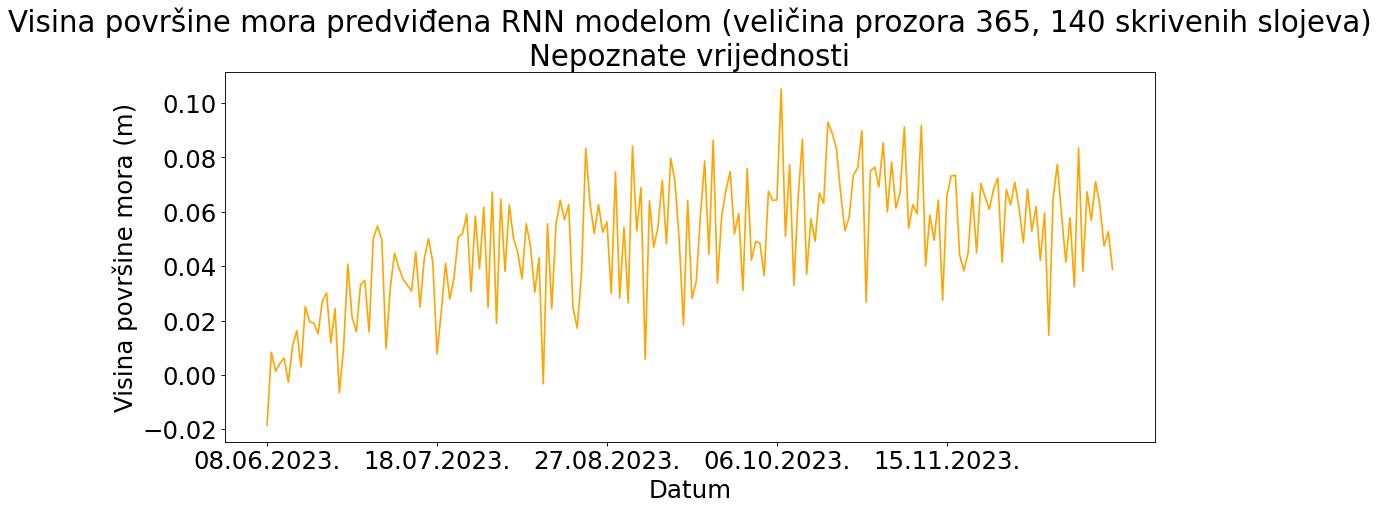 Visina površine mora predviđena RNN modelom (veličina prozora 365, 140 skrivenih slojeva)
Nepoznate vrijednosti
Visina površine mora (m)
0.10
0.08
0.06
0.04
0.02
0.00
−0.02
08.06.2023. 18.07.2023. 27.08.2023. 06.10.2023. 15.11.2023.
Datum